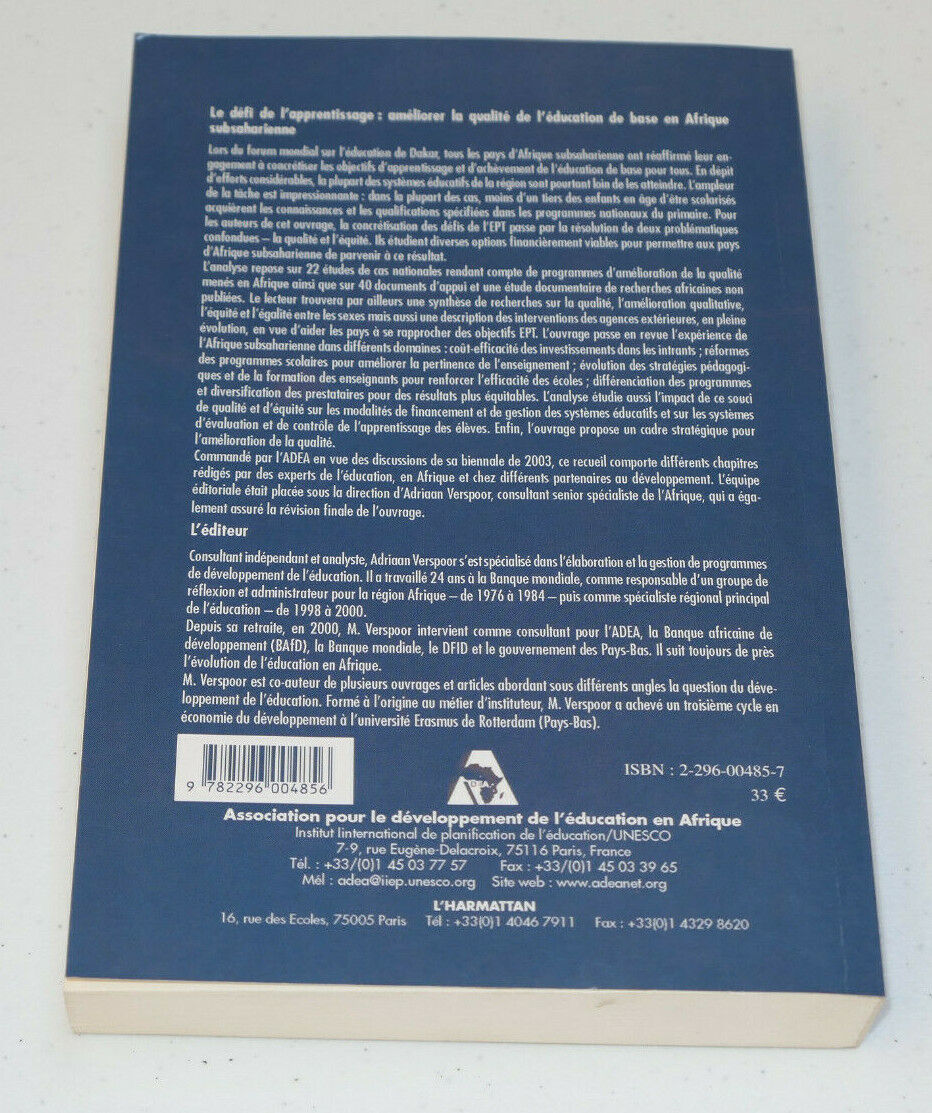 Le défi de l'apprentissage : améliorer la qualité de l'éducation de base en Afrique
subsaharienne
Lors du forum mondial sur l'éducation de Dakar, tous les pays d'Afrique subsaharienne ont réaffirmé leur en-
gagement à concrétiser les objectifs d'apprentissage et d'achèvement de l'éducation de base pour tous. En dépit
d'efforts considérables, la plupart des systèmes éducatifs de la région sont pourtant loin de les atteindre. L'ampleur
de la tâche est impressionnante : dans la plupart des cas, moins d'un tiers des enfants en âge d'être scolarisés
acquièrent les connaissances et les qualifications spécifiées dans les programmes nationaux du primaire. Pour
les auteurs de cet ouvrage, la concrétisation des défis de l'EPT passe par la résolution de deux problématiques
confondues – la qualité et l'équité. Ils étudient diverses options financièrement viables pour permettre aux pays
d'Afrique subsaharienne de parvenir à ce résultat.
L'analyse repose sur 22 études de cas nationales rendant compte de programmes d'amélioration de la qualité
menés en Afrique ainsi que sur 40 documents d'appui et une étude documentaire de recherches africaines non
publiées. Le lecteur trouvera par ailleurs une synthèse de recherches sur la qualité, l'amélioration qualitative,
l'équité et l'égalité entre les sexes mais aussi une description des interventions des agences extérieures, en pleine
évolution, en vue d'aider les pays à se rapprocher des objectifs EPT. L'ouvrage passe en revue l'expérience de
l'Afrique subsaharienne dans différents domaines : coût-efficacité des investissements dans les intrants ; réformes
des programmes scolaires pour améliorer la pertinence de l'enseignement ; évolution des stratégies pédagogi-
ques et de la formation des enseignants pour renforcer l'efficacité des écoles ; différenciation des programmes
et diversification des prestataires pour des résultats plus équitables. L'analyse étudie aussi l'impact de ce souci
de qualité et d'équité sur les modalités de financement et de gestion des systèmes éducatifs et sur les systèmes
d'évaluation et de contrôle de l'apprentissage des élèves. Enfin, l'ouvrage propose un cadre stratégique pour
l'amélioration de la qualité.
Commandé par l'ADEA en vue des discussions de sa biennale de 2003, ce recueil comporte différents chapitres
rédigés par des experts de l'éducation, en Afrique et chez différents partenaires au développement. L'équipe
éditoriale était placée sous la direction d'Adriaan Verspoor, consultant senior spécialiste de l'Afrique, qui a éga-
lement assuré la révision finale de l'ouvrage.
L'éditeur
Consultant indépendant et analyste, Adriaan Verspoor s'est spécialisé dans l'élaboration et la gestion de programmes
de développement de l'éducation. Il a travaillé 24 ans à la Banque mondiale, comme responsable d'un groupe de
réflexion et administrateur pour la région Afrique – de 1976 à 1984 – puis comme spécialiste régional principal
de l'éducation – de 1998 à 2000.
Depuis sa retraite, en 2000, M. Verspoor intervient comme consultant pour l'ADEA, la Banque africaine de
développement (BAfD), la Banque mondiale, le DFID et le gouvernement des Pays-Bas. Il suit toujours de près
l'évolution de l'éducation en Afrique.
M. Verspoor est co-auteur de plusieurs ouvrages et articles abordant sous différents angles la question du déve-
loppement de l'éducation. Formé à l'origine au métier d'instituteur, M. Verspoor a achevé un troisième cycle en
économie du développement à l'université Erasmus de Rotterdam (Pays-Bas).
9 782296 004856
ISBN : 2-296-00485-7
33 €
Association pour le développement de l'éducation en Afrique
Institut Iinternational de planification de l'éducation/UNESCO
7-9, rue Eugène-Delacroix, 75116 Paris, France
Tél. : +33/(0)1 45 03 77 57 Fax : +33/(0)1 45 03 39 65
Mél : adea@iiep.unesco.org Site web : www.adeanet.org
L'HARMATTAN
16, rue des Ecoles, 75005 Paris Tél : +33(0)1 4046 7911 Fax : +33(0)1 4329 8620